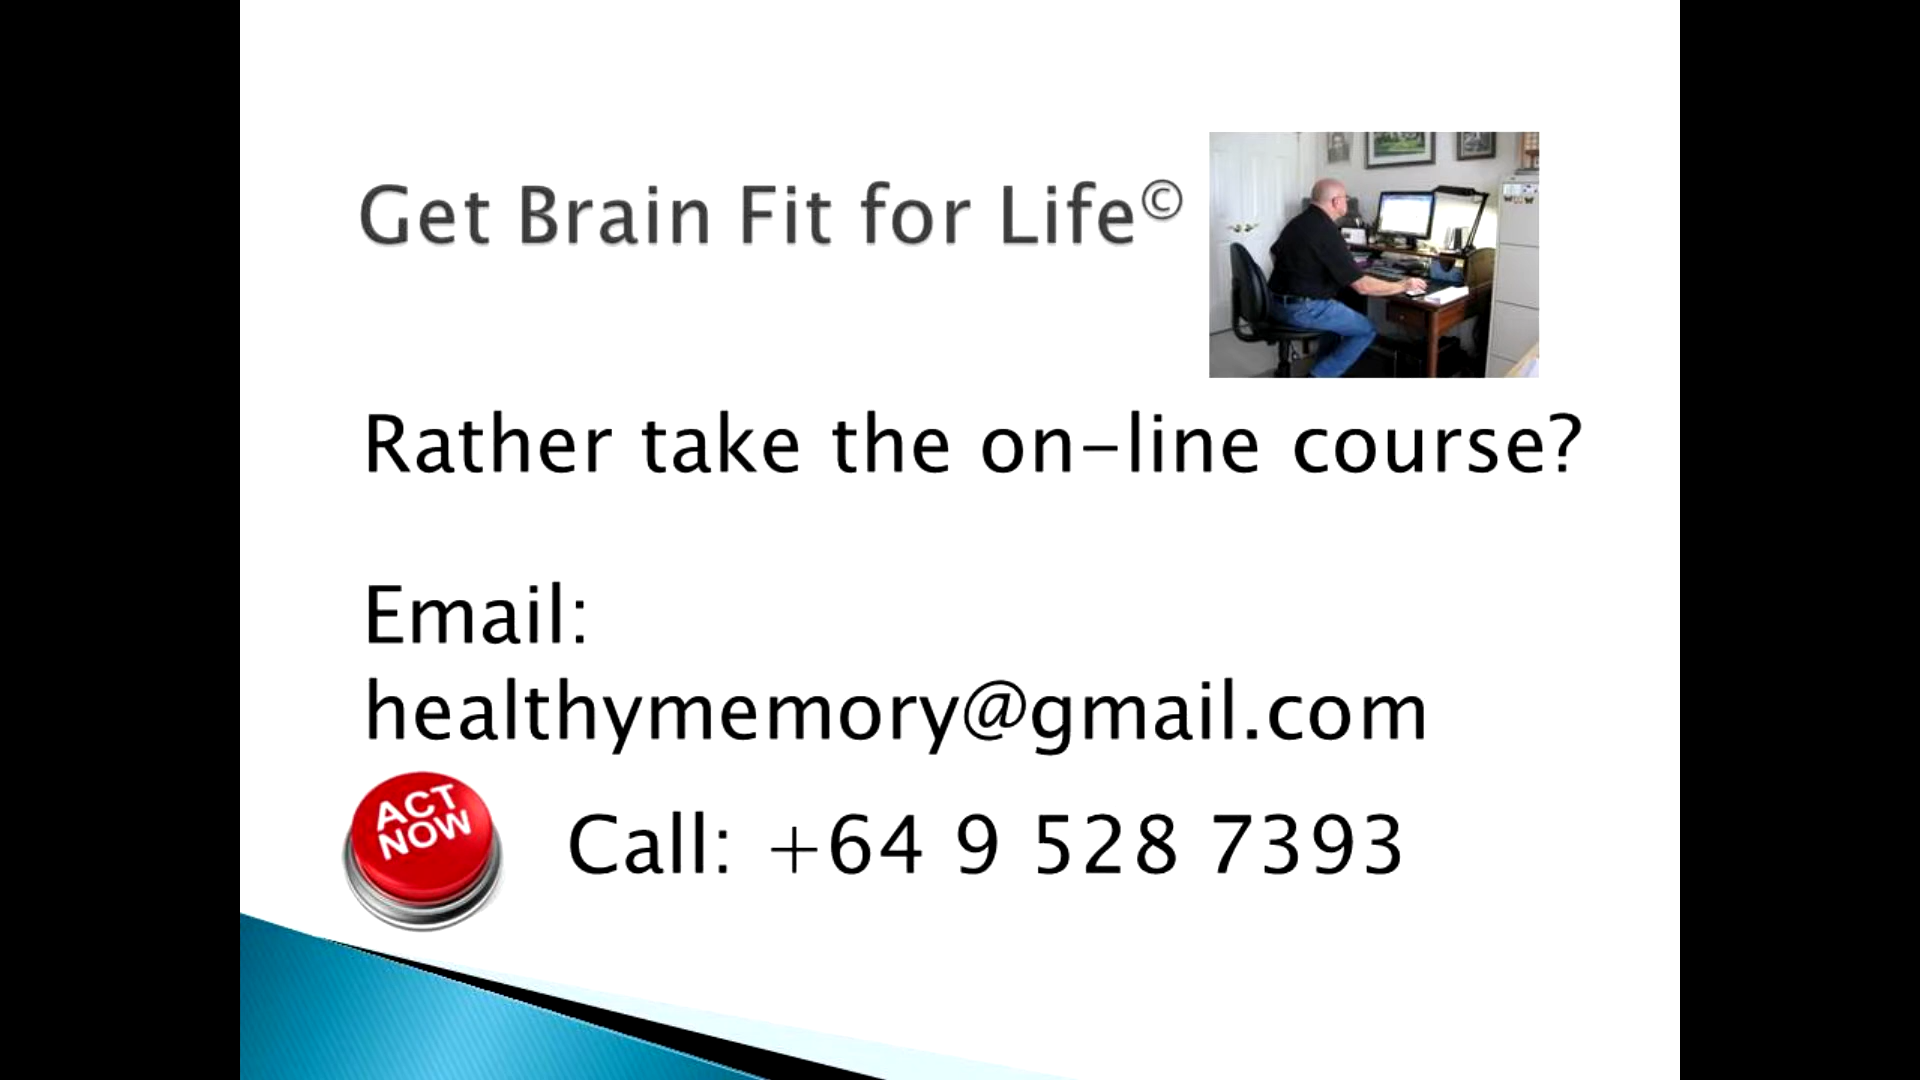 Get Brain Fit for Life©
Rather take the on-line course?
Email:
healthymemory@gmail.com
ACT
NOW
Call: +64 9 528 7393